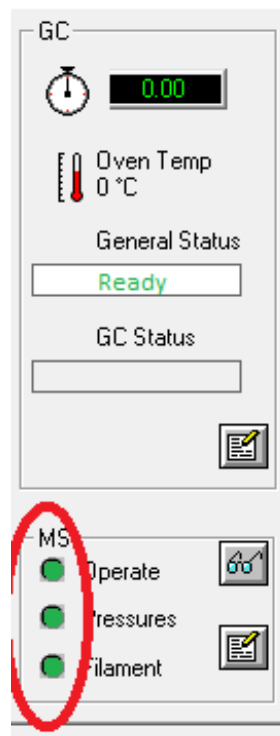 GC
0.00
Oven Temp
0 °C
General Status
Ready
GC Status
MS
Operate
Pressures
Filament